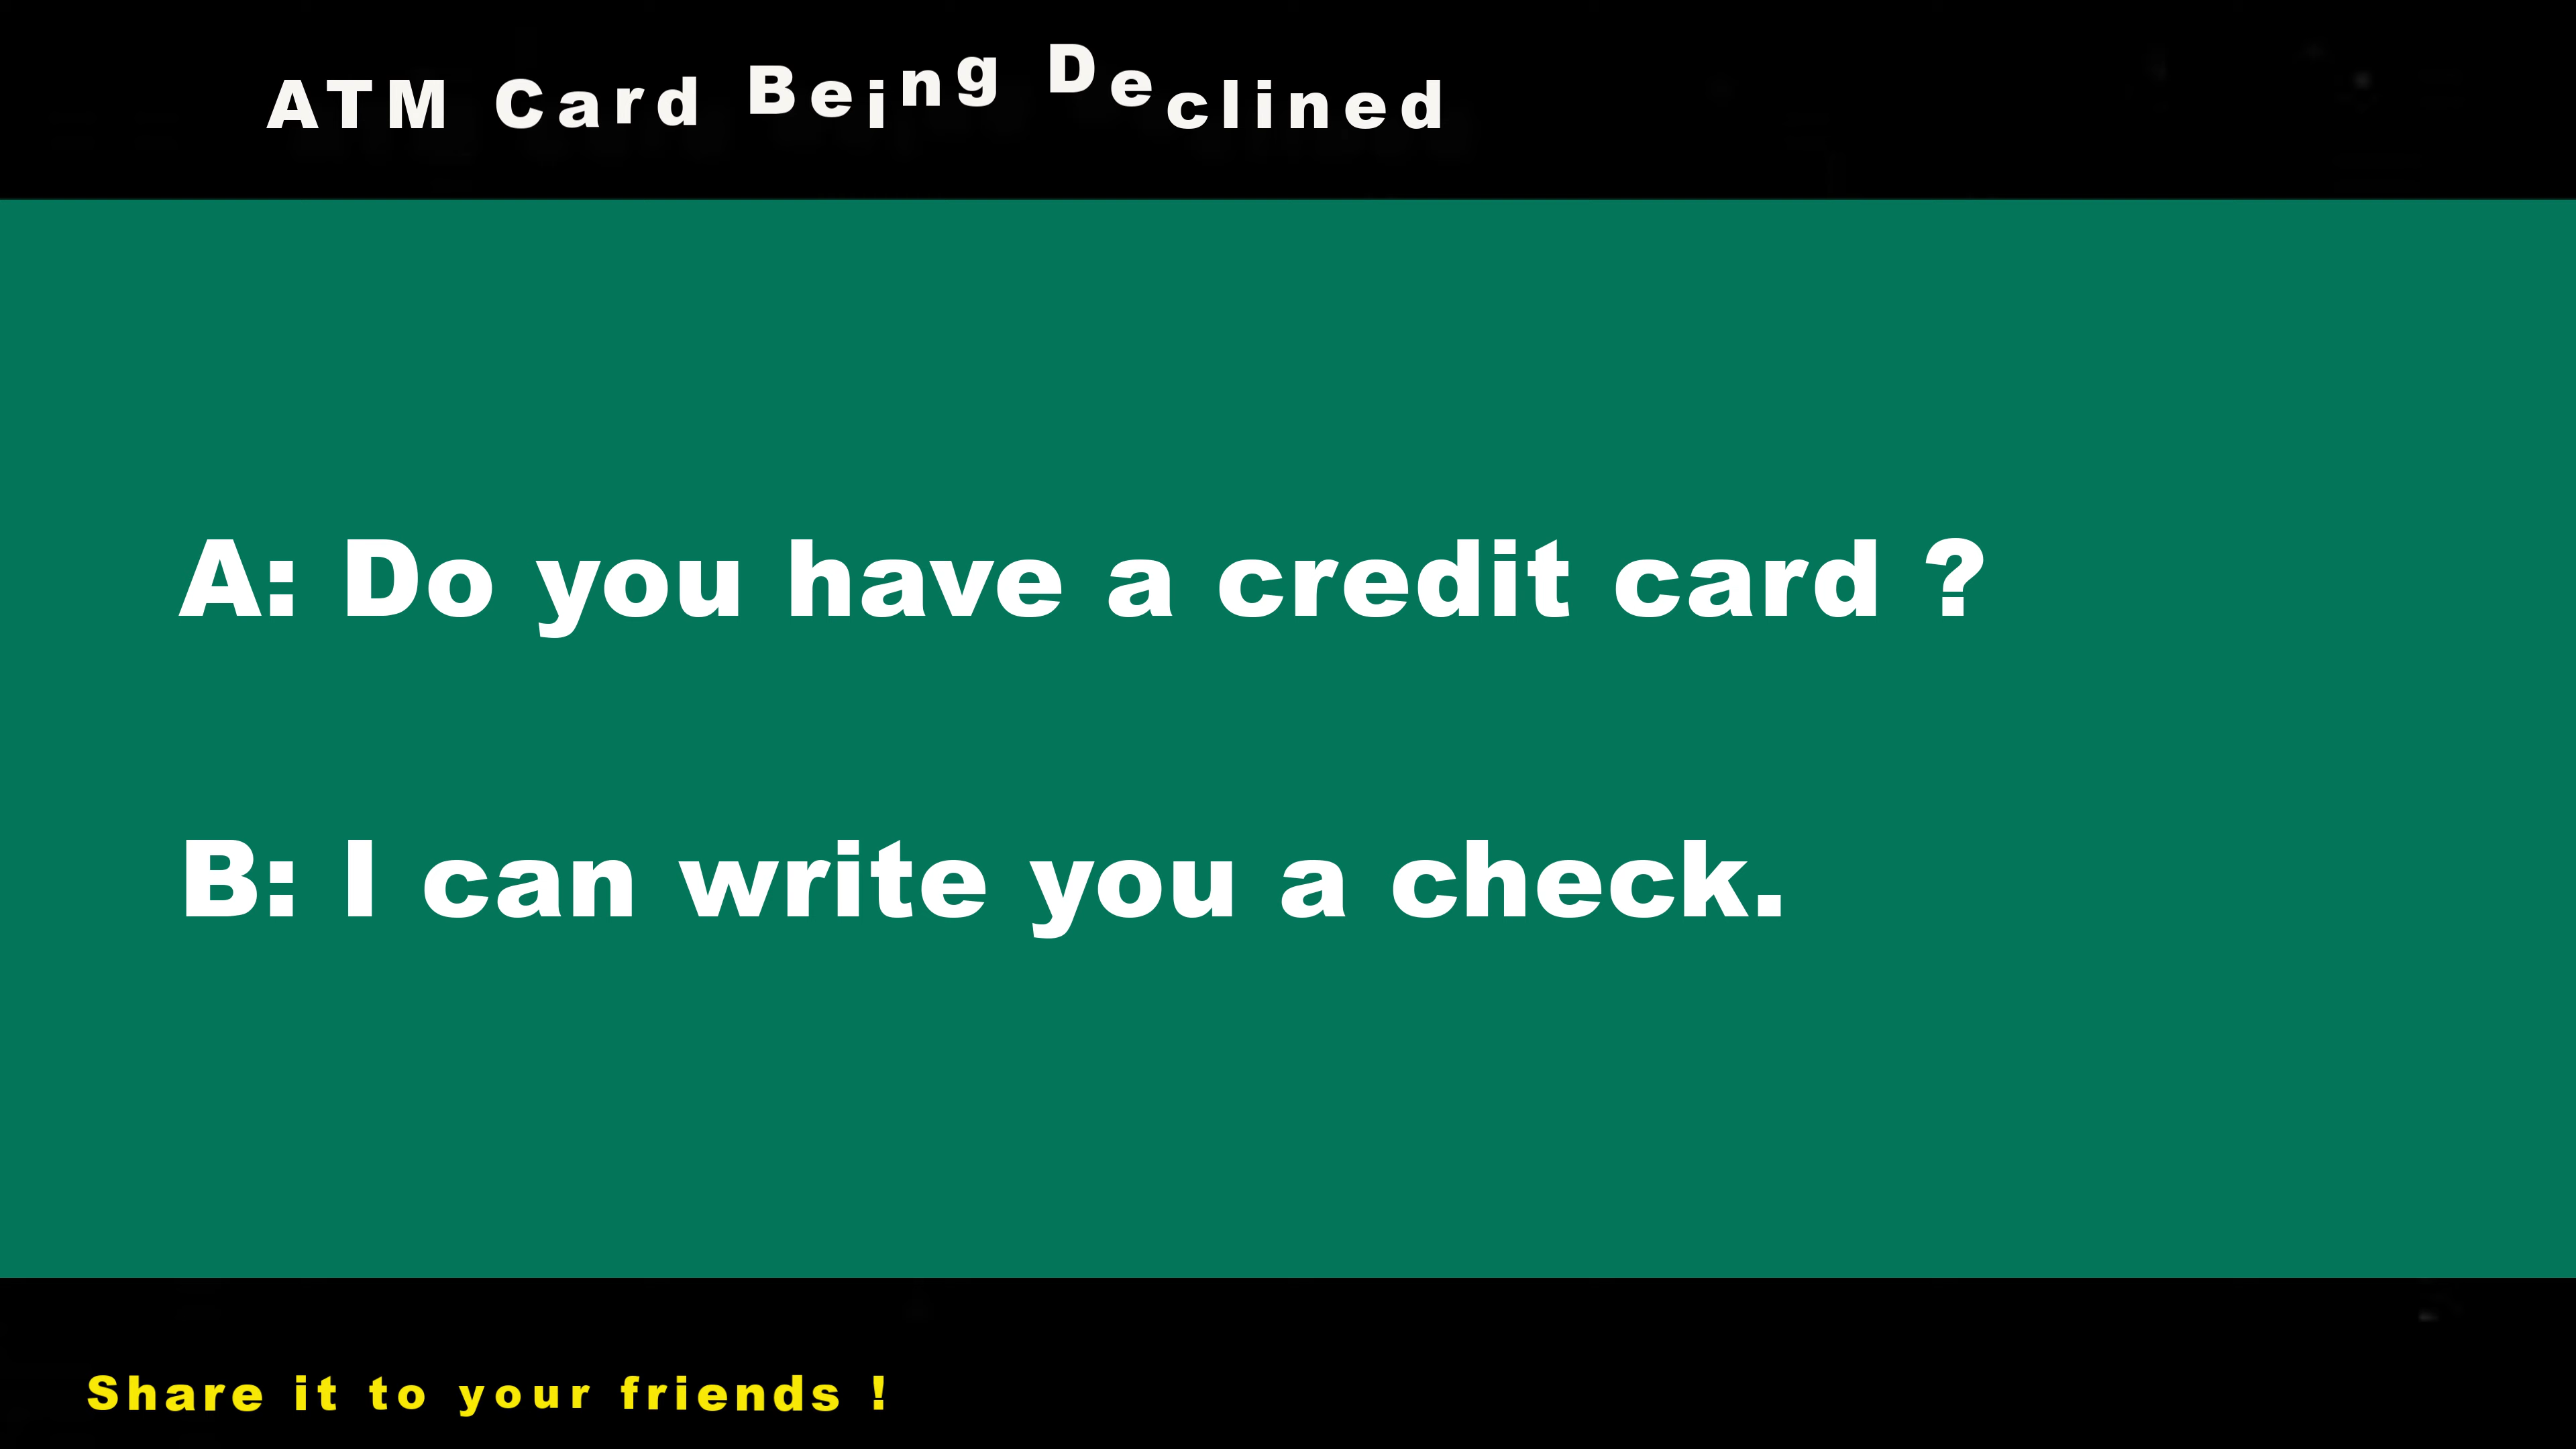 ATM Card Being Declined
A: Do you have a credit card ?
B: I can write you a check.
Share it to your friends !